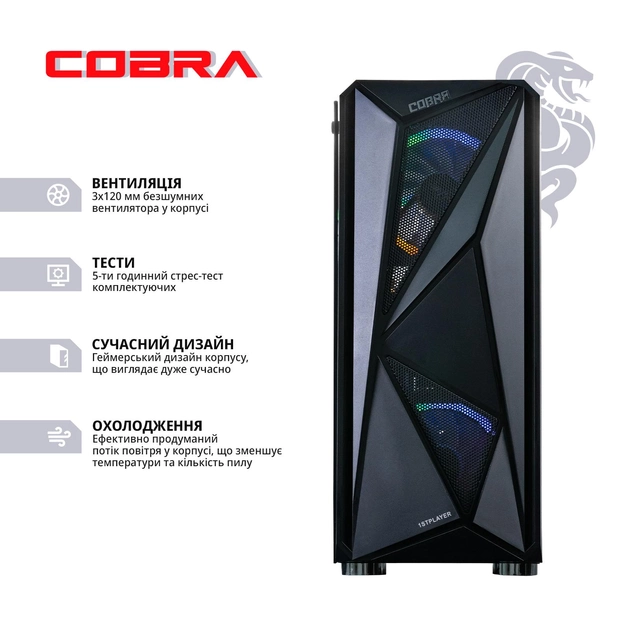 COBRA
COBRA
ВЕНТИЛЯЦІЯ
3x120 мм безшумних
вентилятора у корпусі
ТЕСТИ
5-ти годинний стрес-тест
комплектуючих
СУЧАСНИЙ ДИЗАЙН
Геймерський дизайн корпусу,
що виглядає дуже сучасно
ОХОЛОДЖЕННЯ
Ефективно продуманий
потік повітря у корпусі, що зменшує
температури та кількість пилу
1STPLAYER